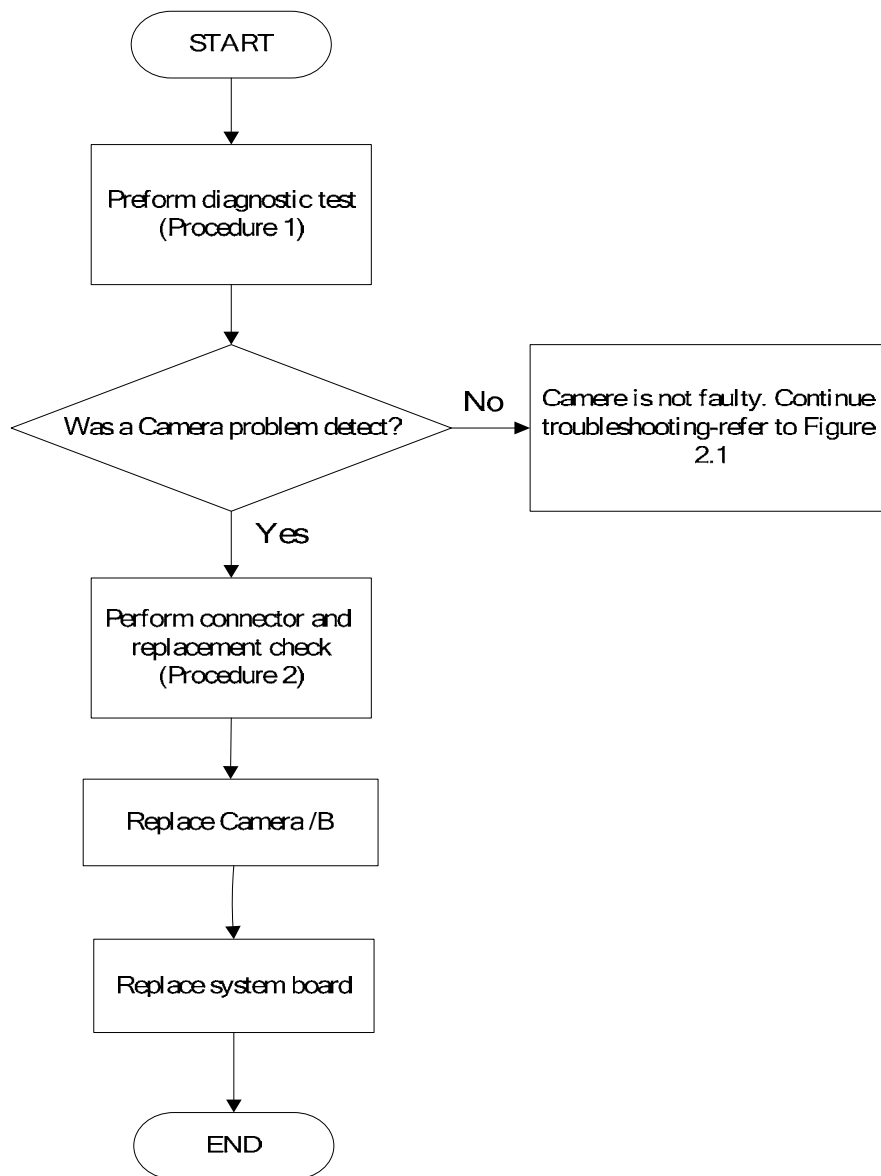 START
Preform diagnostic test
(Procedure 1)
Was a Camera problem detect?
No
Camere is not faulty. Continue
troubleshooting-refer to Figure
2.1
Yes
Perform connector and
replacement check
(Procedure 2)
Replace Camera /B
Replace system board
END